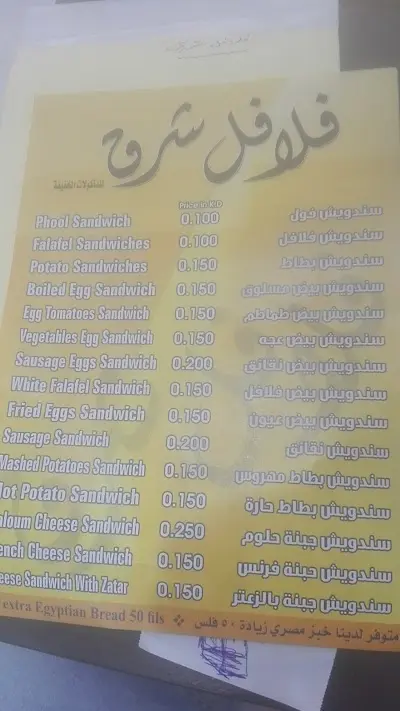 فلافل شرق
للمأكولات الخفيفة
Price in K.D
Phool Sandwich 0.100 سندويش فول
Falafel Sandwiches 0.100 سندويش فلافل
Potato Sandwiches 0.150 سندويش بطاط
Boiled Egg Sandwich 0.150 سندويش بيض مسلوق
Egg Tomatoes Sandwich 0.150 سندويش بيض طماطم
Vegetables Egg Sandwich 0.150 سندويش بيض عجه
Sausage Eggs Sandwich 0.200 سندويش بيض نقانق
White Falafel Sandwich 0.150 سندويش بيض فلافل
Fried Eggs Sandwich 0.150 سندويش بيض عيون
Sausage Sandwich 0.200 سندويش نقانق
Mashed Potatoes Sandwich 0.150 سندويش بطاط مهروس
Hot Potato Sandwich 0.150 سندويش بطاط حارة
aloum Cheese Sandwich 0.250 سندويش جبنة حلوم
ench Cheese Sandwich 0.150 سندويش جبنة فرنس
eese Sandwich With Zatar 0.150 سندويش جبنة بالزعتر
extra Egyptian Bread 50 fils ❖ متوفر لدينا خبز مصري زيادة ٥٠ فلس